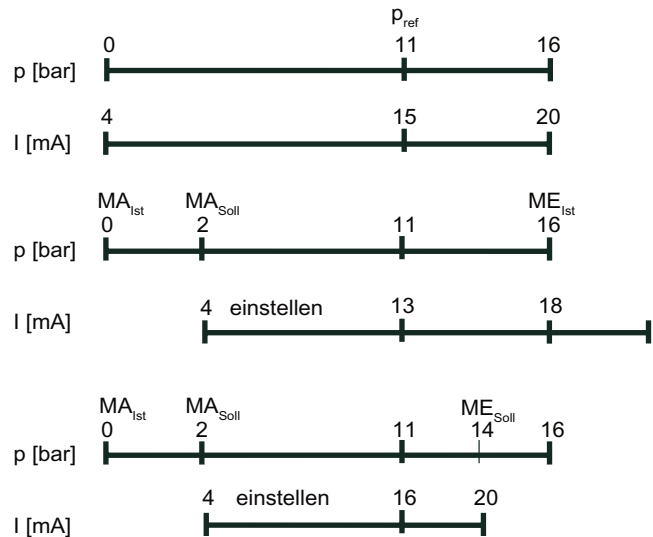 p_ref
0 11 16
p [bar]
4 15 20
I [mA]
MA_Ist MA_Soll ME_Ist
0 2 11 16
p [bar]
4 einstellen 13 18
I [mA]
MA_Ist MA_Soll ME_Soll
0 2 11 14 16
p [bar]
4 einstellen 16 20
I [mA]